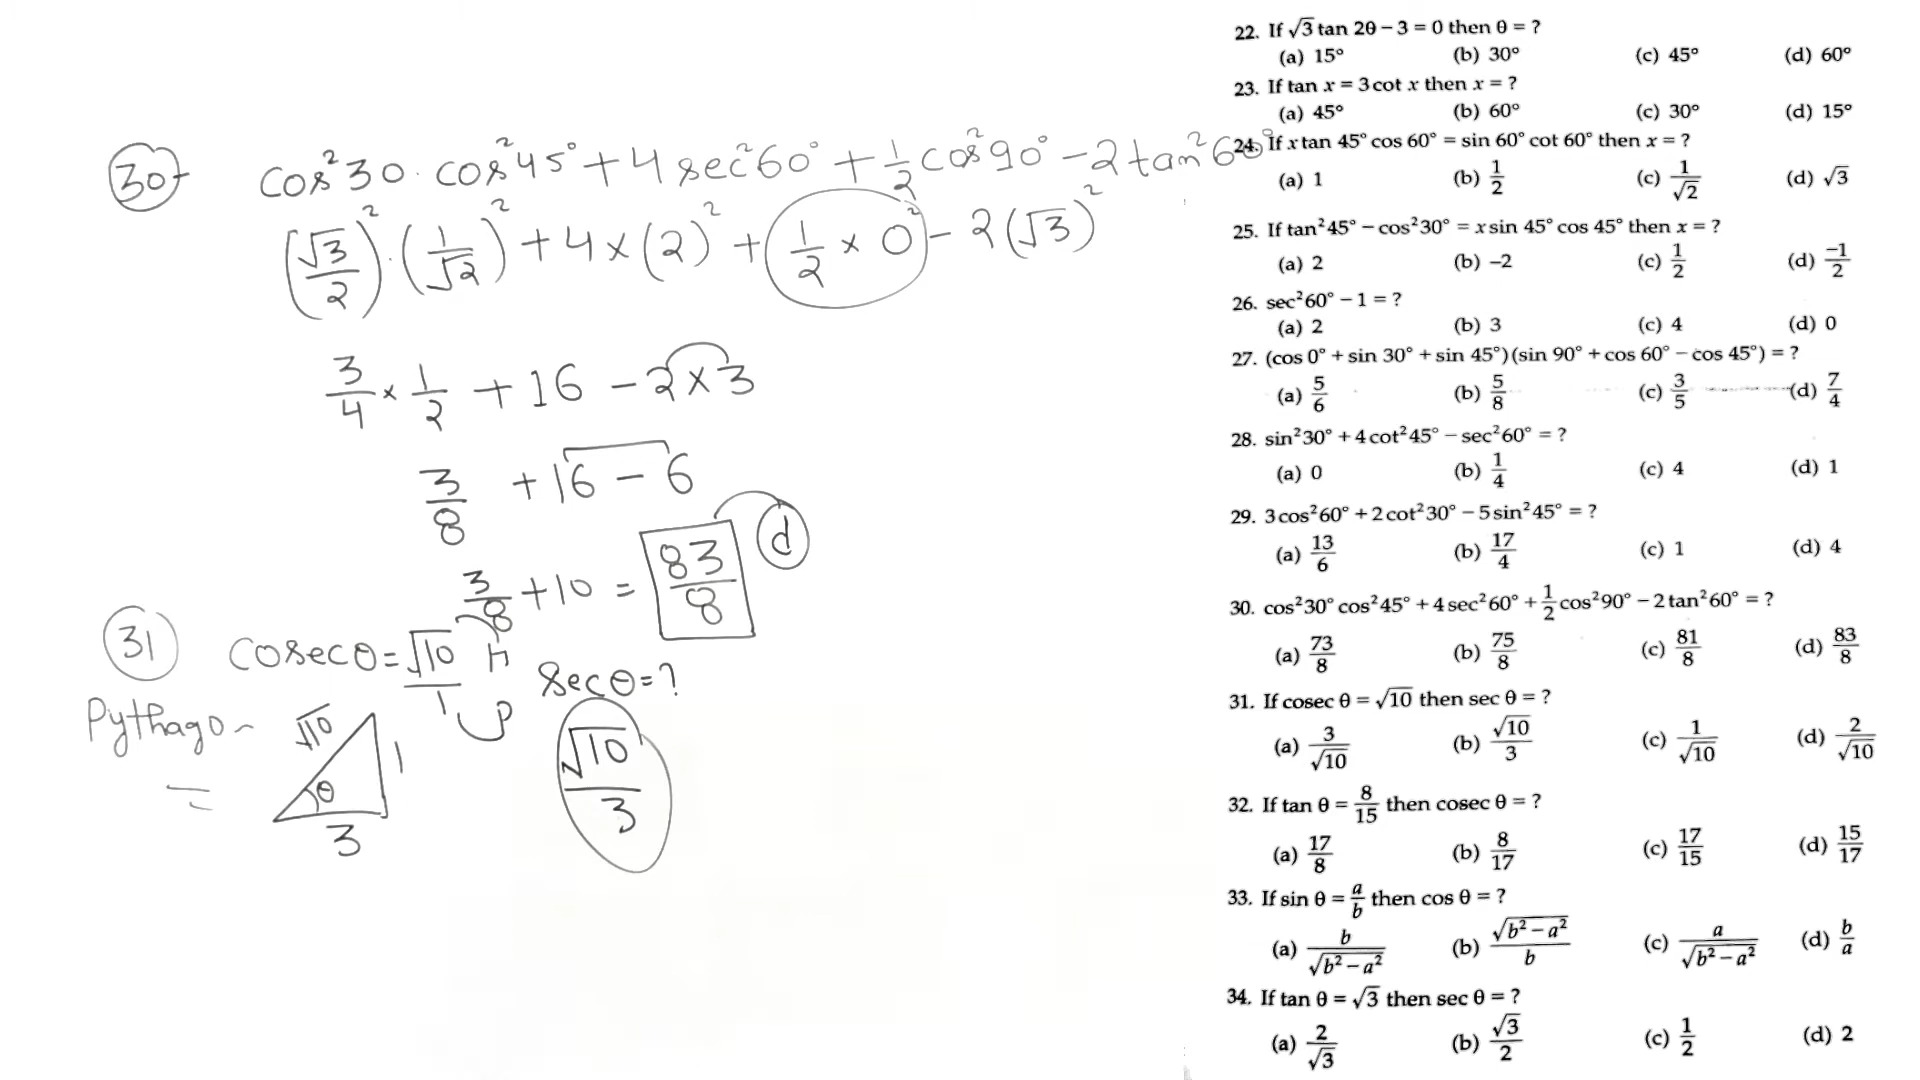 30 cos²30. cos²45° + 4 sec²60° + 1/2 cos²90° - 2 tan²60°
(√3/2)² . (1/√2)² + 4 × (2)² + 1/2 × 0² - 2(√3)²
3/4 × 1/2 + 16 - 2 × 3
3/8 + 16 - 6
3/8 + 10 = 83/8 d
31 cosecθ = √10/1 H/P secθ = ?
Pythago
√10 1 θ 3
√10/3
22. If √3 tan 2θ – 3 = 0 then θ = ?
(a) 15° (b) 30° (c) 45° (d) 60°
23. If tan x = 3 cot x then x = ?
(a) 45° (b) 60° (c) 30° (d) 15°
24. If x tan 45° cos 60° = sin 60° cot 60° then x = ?
(a) 1 (b) 1/2 (c) 1/√2 (d) √3
25. If tan²45° – cos²30° = x sin 45° cos 45° then x = ?
(a) 2 (b) –2 (c) 1/2 (d) –1/2
26. sec²60° – 1 = ?
(a) 2 (b) 3 (c) 4 (d) 0
27. (cos 0° + sin 30° + sin 45°)(sin 90° + cos 60° – cos 45°) = ?
(a) 5/6 (b) 5/8 (c) 3/5 (d) 7/4
28. sin²30° + 4 cot²45° – sec²60° = ?
(a) 0 (b) 1/4 (c) 4 (d) 1
29. 3 cos²60° + 2 cot²30° – 5 sin²45° = ?
(a) 13/6 (b) 17/4 (c) 1 (d) 4
30. cos²30° cos²45° + 4 sec²60° + 1/2 cos²90° – 2 tan²60° = ?
(a) 73/8 (b) 75/8 (c) 81/8 (d) 83/8
31. If cosec θ = √10 then sec θ = ?
(a) 3/√10 (b) √10/3 (c) 1/√10 (d) 2/√10
32. If tan θ = 8/15 then cosec θ = ?
(a) 17/8 (b) 8/17 (c) 17/15 (d) 15/17
33. If sin θ = a/b then cos θ = ?
(a) b/√(b² – a²) (b) √(b² – a²)/b (c) a/√(b² – a²) (d) b/a
34. If tan θ = √3 then sec θ = ?
(a) 2/√3 (b) √3/2 (c) 1/2 (d) 2